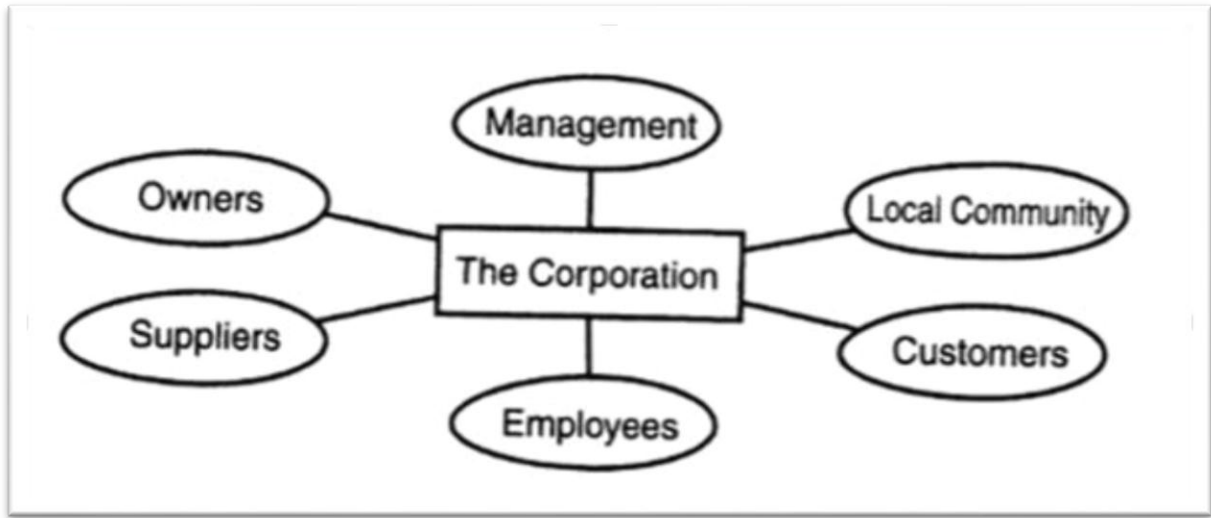 Management
Owners
Local Community
The Corporation
Suppliers
Customers
Employees